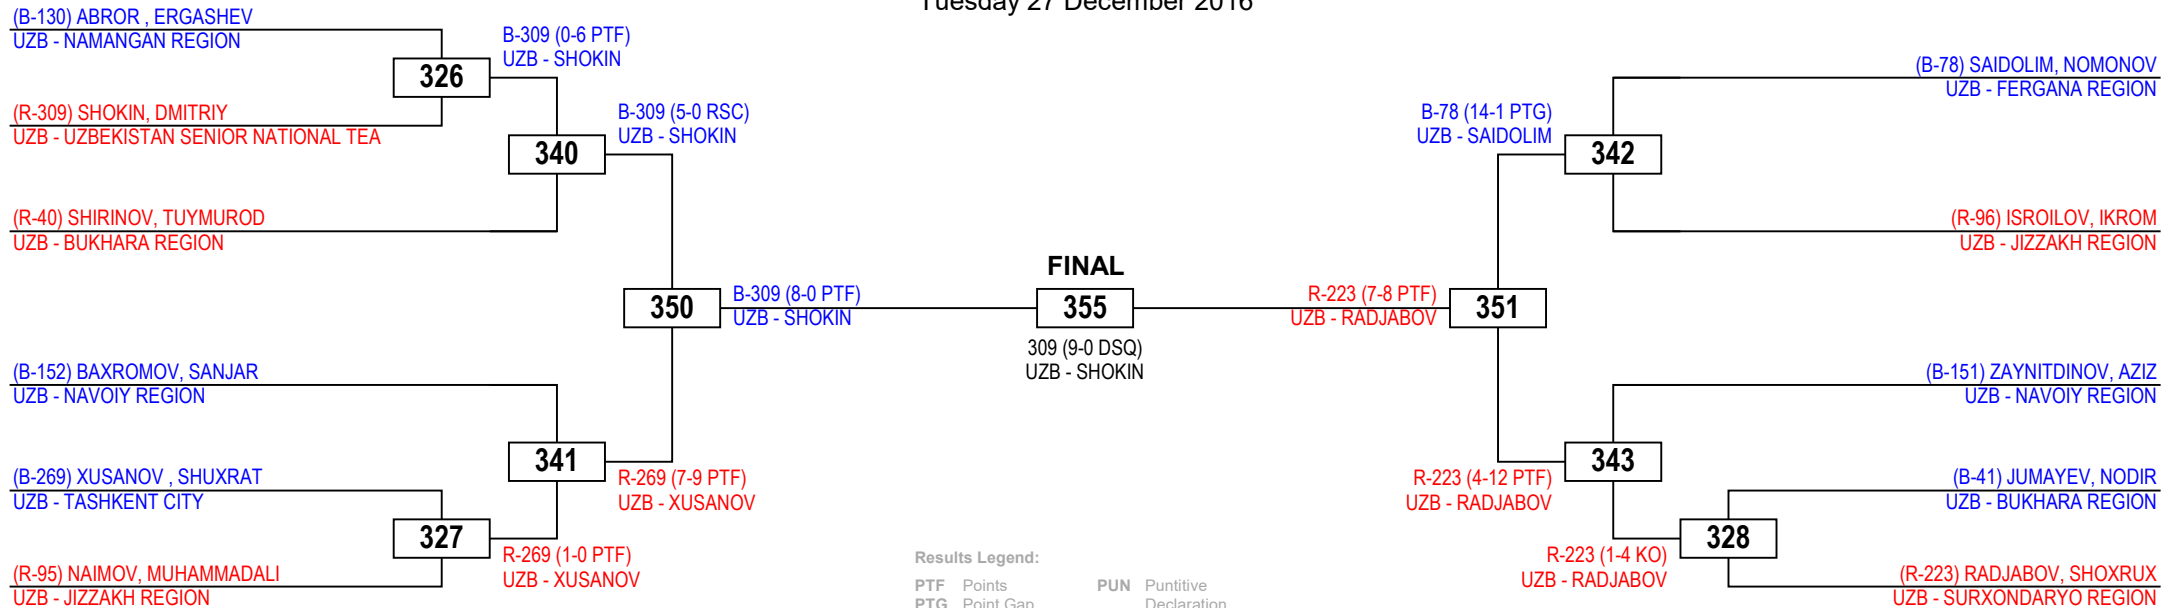 Tuesday 27 December 2016
(B-130) ABROR , ERGASHEV
UZB - NAMANGAN REGION
326
(R-309) SHOKIN, DMITRIY
UZB - UZBEKISTAN SENIOR NATIONAL TEA
B-309 (0-6 PTF)
UZB - SHOKIN
340
(R-40) SHIRINOV, TUYMUROD
UZB - BUKHARA REGION
B-309 (5-0 RSC)
UZB - SHOKIN
350
B-309 (8-0 PTF)
UZB - SHOKIN
(B-152) BAXROMOV, SANJAR
UZB - NAVOIY REGION
341
R-269 (7-9 PTF)
UZB - XUSANOV
(B-269) XUSANOV , SHUXRAT
UZB - TASHKENT CITY
327
(R-95) NAIMOV, MUHAMMADALI
UZB - JIZZAKH REGION
R-269 (1-0 PTF)
UZB - XUSANOV
FINAL
355
309 (9-0 DSQ)
UZB - SHOKIN
R-223 (7-8 PTF)
UZB - RADJABOV
351
B-78 (14-1 PTG)
UZB - SAIDOLIM
342
(B-78) SAIDOLIM, NOMONOV
UZB - FERGANA REGION
(R-96) ISROILOV, IKROM
UZB - JIZZAKH REGION
R-223 (4-12 PTF)
UZB - RADJABOV
343
(B-151) ZAYNITDINOV, AZIZ
UZB - NAVOIY REGION
R-223 (1-4 KO)
UZB - RADJABOV
328
(B-41) JUMAYEV, NODIR
UZB - BUKHARA REGION
(R-223) RADJABOV, SHOXRUX
UZB - SURXONDARYO REGION
Results Legend:
PTF Points PUN Puntitive
PTG Point Gap Declaration